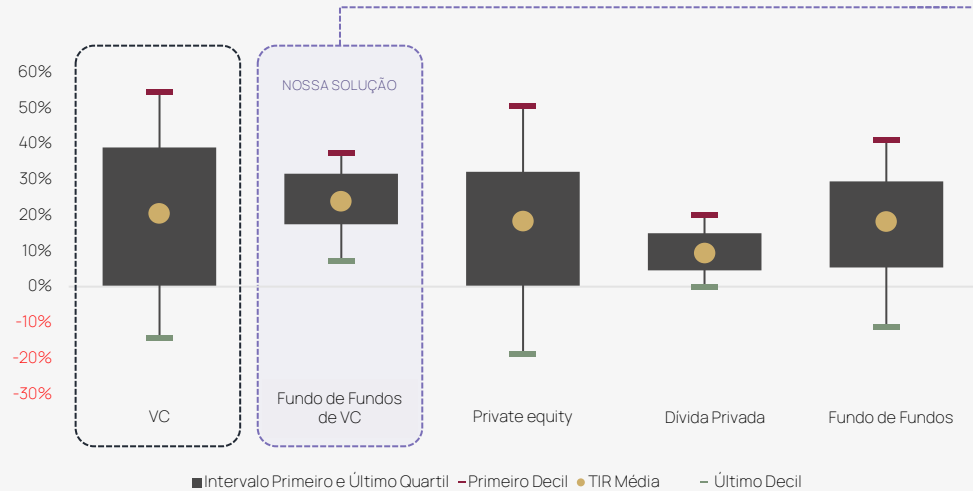 60%
50%
40%
30%
20%
10%
0%
-10%
-20%
-30%
NOSSA SOLUÇÃO
VC
Fundo de Fundos
de VC
Private equity
Dívida Privada
Fundo de Fundos
Intervalo Primeiro e Último Quartil
Primeiro Decil
TIR Média
Último Decil